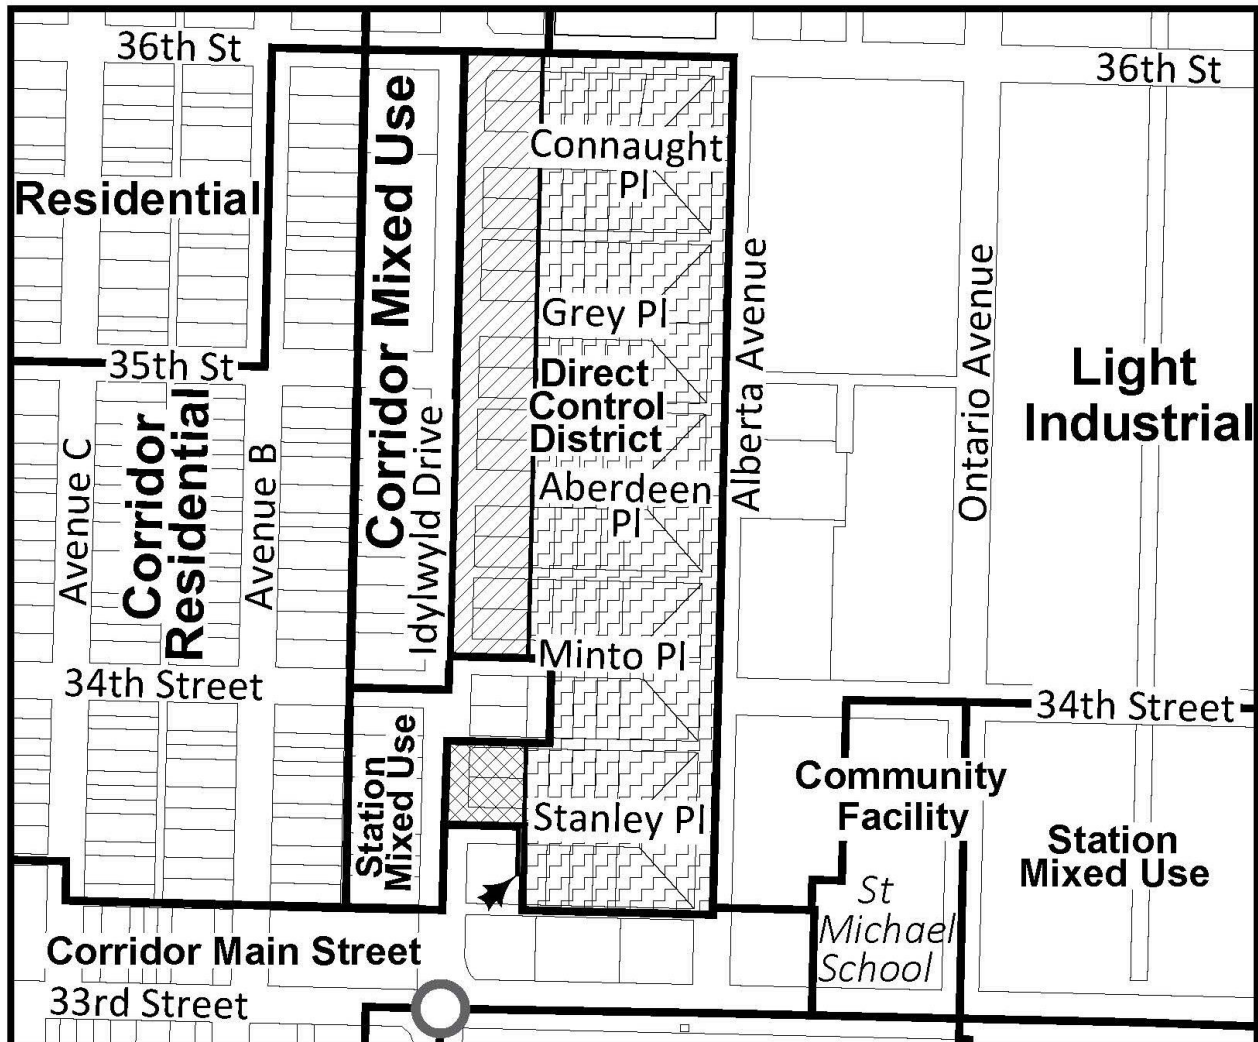 36th St
36th St
Connaught
Pl
Residential
Corridor Mixed Use
Grey Pl
Alberta Avenue
Ontario Avenue
35th St
Direct
Control
District
Light
Industrial
Corridor
Residential
Avenue C
Avenue B
Idylwyld Drive
Aberdeen
Pl
Minto Pl
34th Street
34th Street
Station
Mixed Use
Community
Facility
Stanley Pl
Station
Mixed Use
St
Michael
School
Corridor Main Street
33rd Street